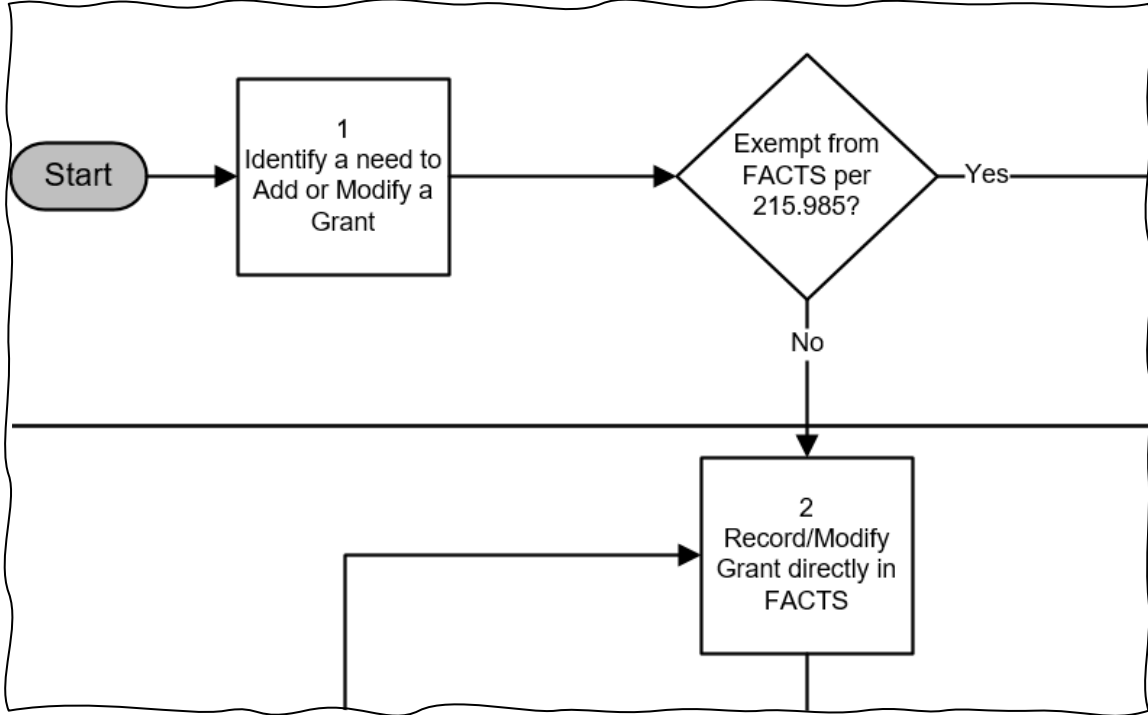 Start
1
Identify a need to
Add or Modify a
Grant
Exempt from
FACTS per
215.985?
Yes
No
2
Record/Modify
Grant directly in
FACTS